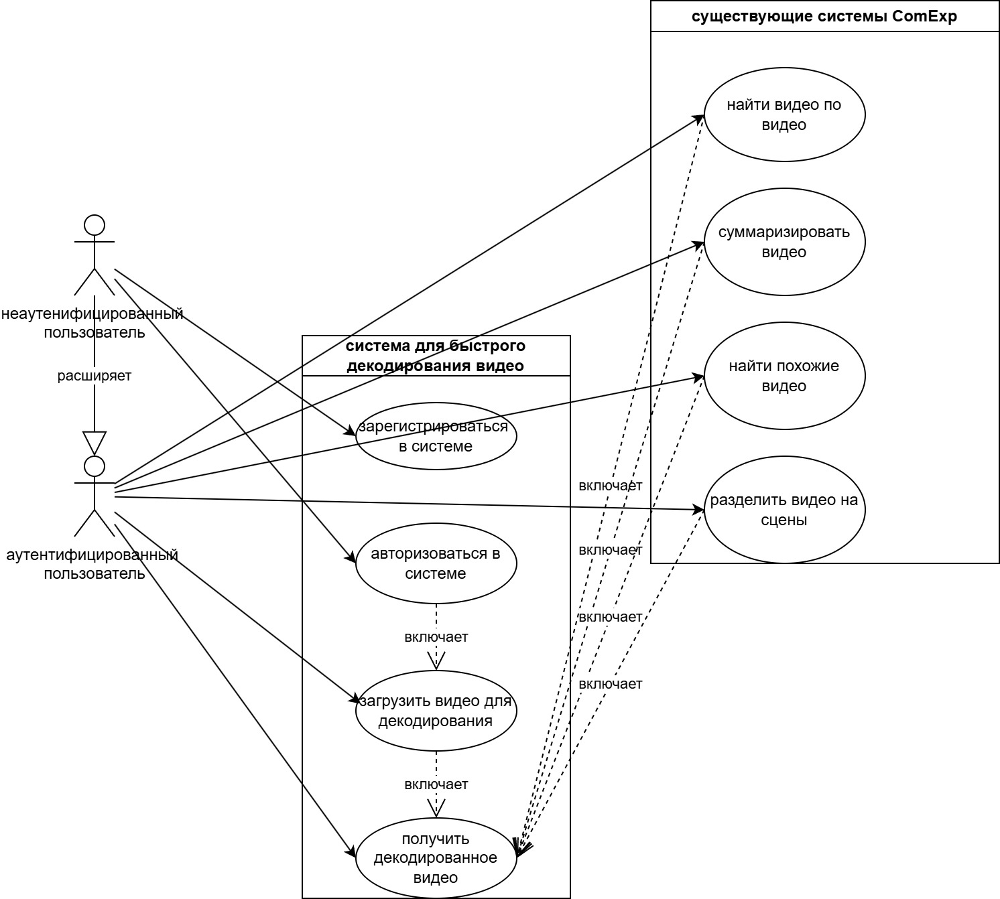 существующие системы ComExp
найти видео по
видео
суммаризировать
видео
найти похожие
видео
разделить видео на
сцены
неаутенифицированный
пользователь
расширяет
аутентифицированный
пользователь
система для быстрого
декодирования видео
зарегистрироваться
в системе
авторизоваться в
системе
включает
загрузить видео для
декодирования
включает
получить
декодированное
видео
включает
включает
включает
включает